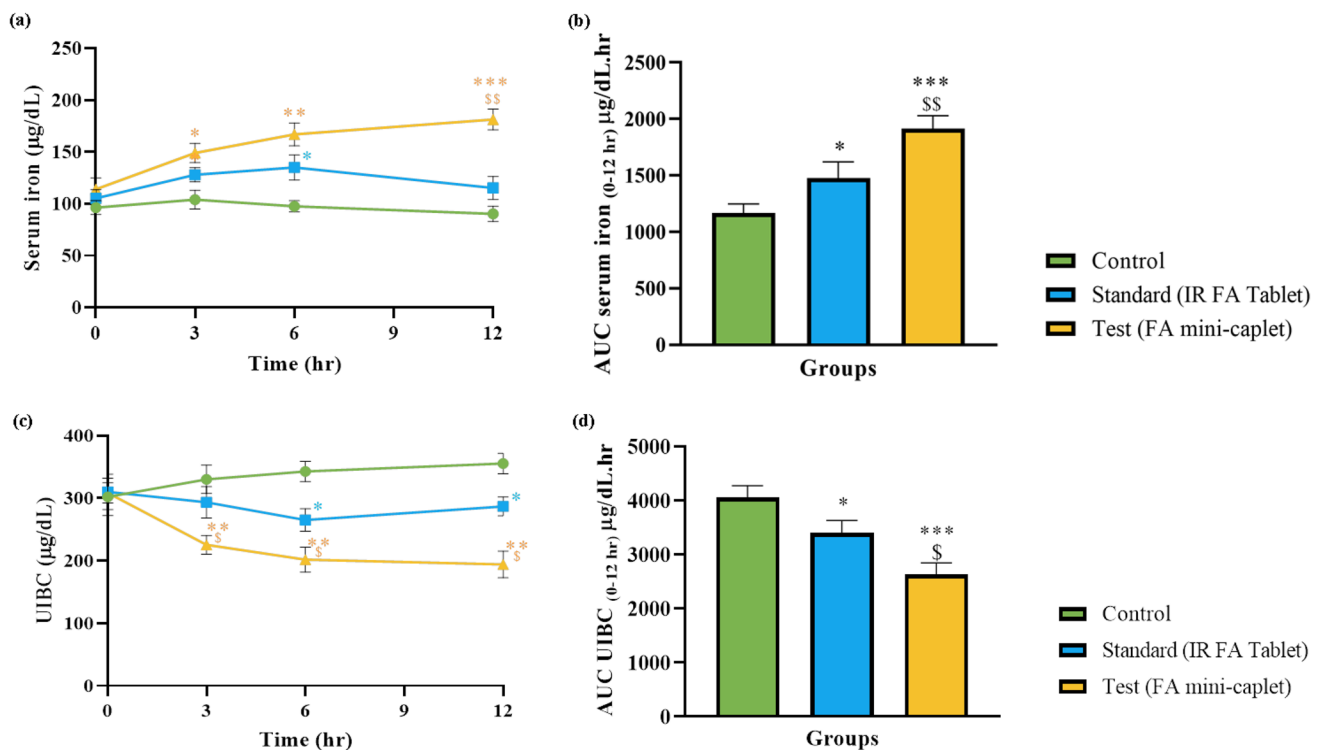 (a)
250
200
150
100
50
0
Serum iron (µg/dL)
*
**
*
***
$$
0 3 6 9 12
Time (hr)
(b)
2500
2000
1500
1000
500
0
AUC serum iron (0-12 hr) µg/dL.hr
*
***
$$
Groups
Control
Standard (IR FA Tablet)
Test (FA mini-caplet)
(c)
400
300
200
100
0
UIBC (µg/dL)
**
$
*
**
$
*
**
$
0 3 6 9 12
Time (hr)
(d)
5000
4000
3000
2000
1000
0
AUC UIBC (0-12 hr) µg/dL.hr
*
***
$
Groups
Control
Standard (IR FA Tablet)
Test (FA mini-caplet)